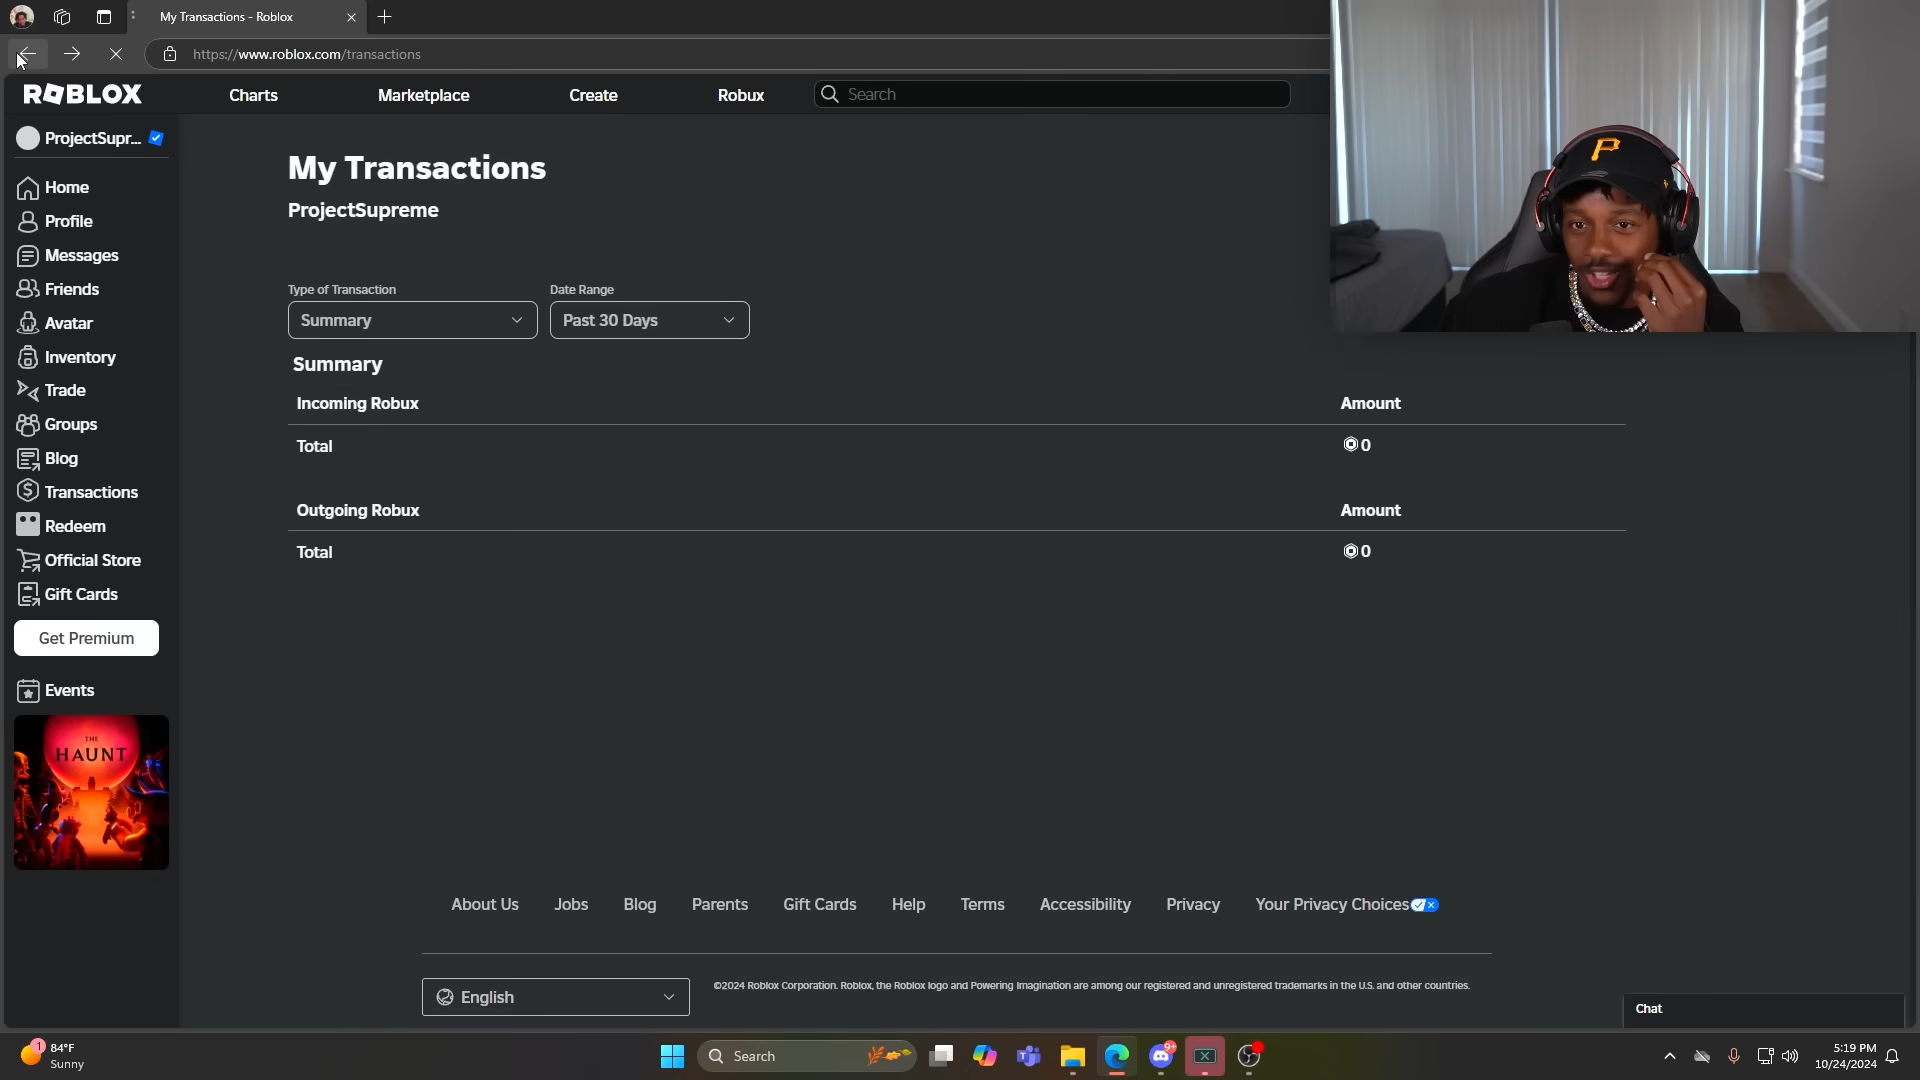 My Transactions - Roblox
https://www.roblox.com/transactions
ROBLOX
Charts
Marketplace
Create
Robux
Search
ProjectSupr...
Home
Profile
Messages
Friends
Avatar
Inventory
Trade
Groups
Blog
Transactions
Redeem
Official Store
Gift Cards
Get Premium
Events
THE
HAUNT
My Transactions
ProjectSupreme
Type of Transaction
Date Range
Summary
Past 30 Days
Summary
Incoming Robux Amount
Total 0
Outgoing Robux Amount
Total 0
P
About Us Jobs Blog Parents Gift Cards Help Terms Accessibility Privacy Your Privacy Choices
English
©2024 Roblox Corporation. Roblox, the Roblox logo and Powering Imagination are among our registered and unregistered trademarks in the U.S. and other countries.
Chat
1
84°F
Sunny
Search
9+
5:19 PM
10/24/2024